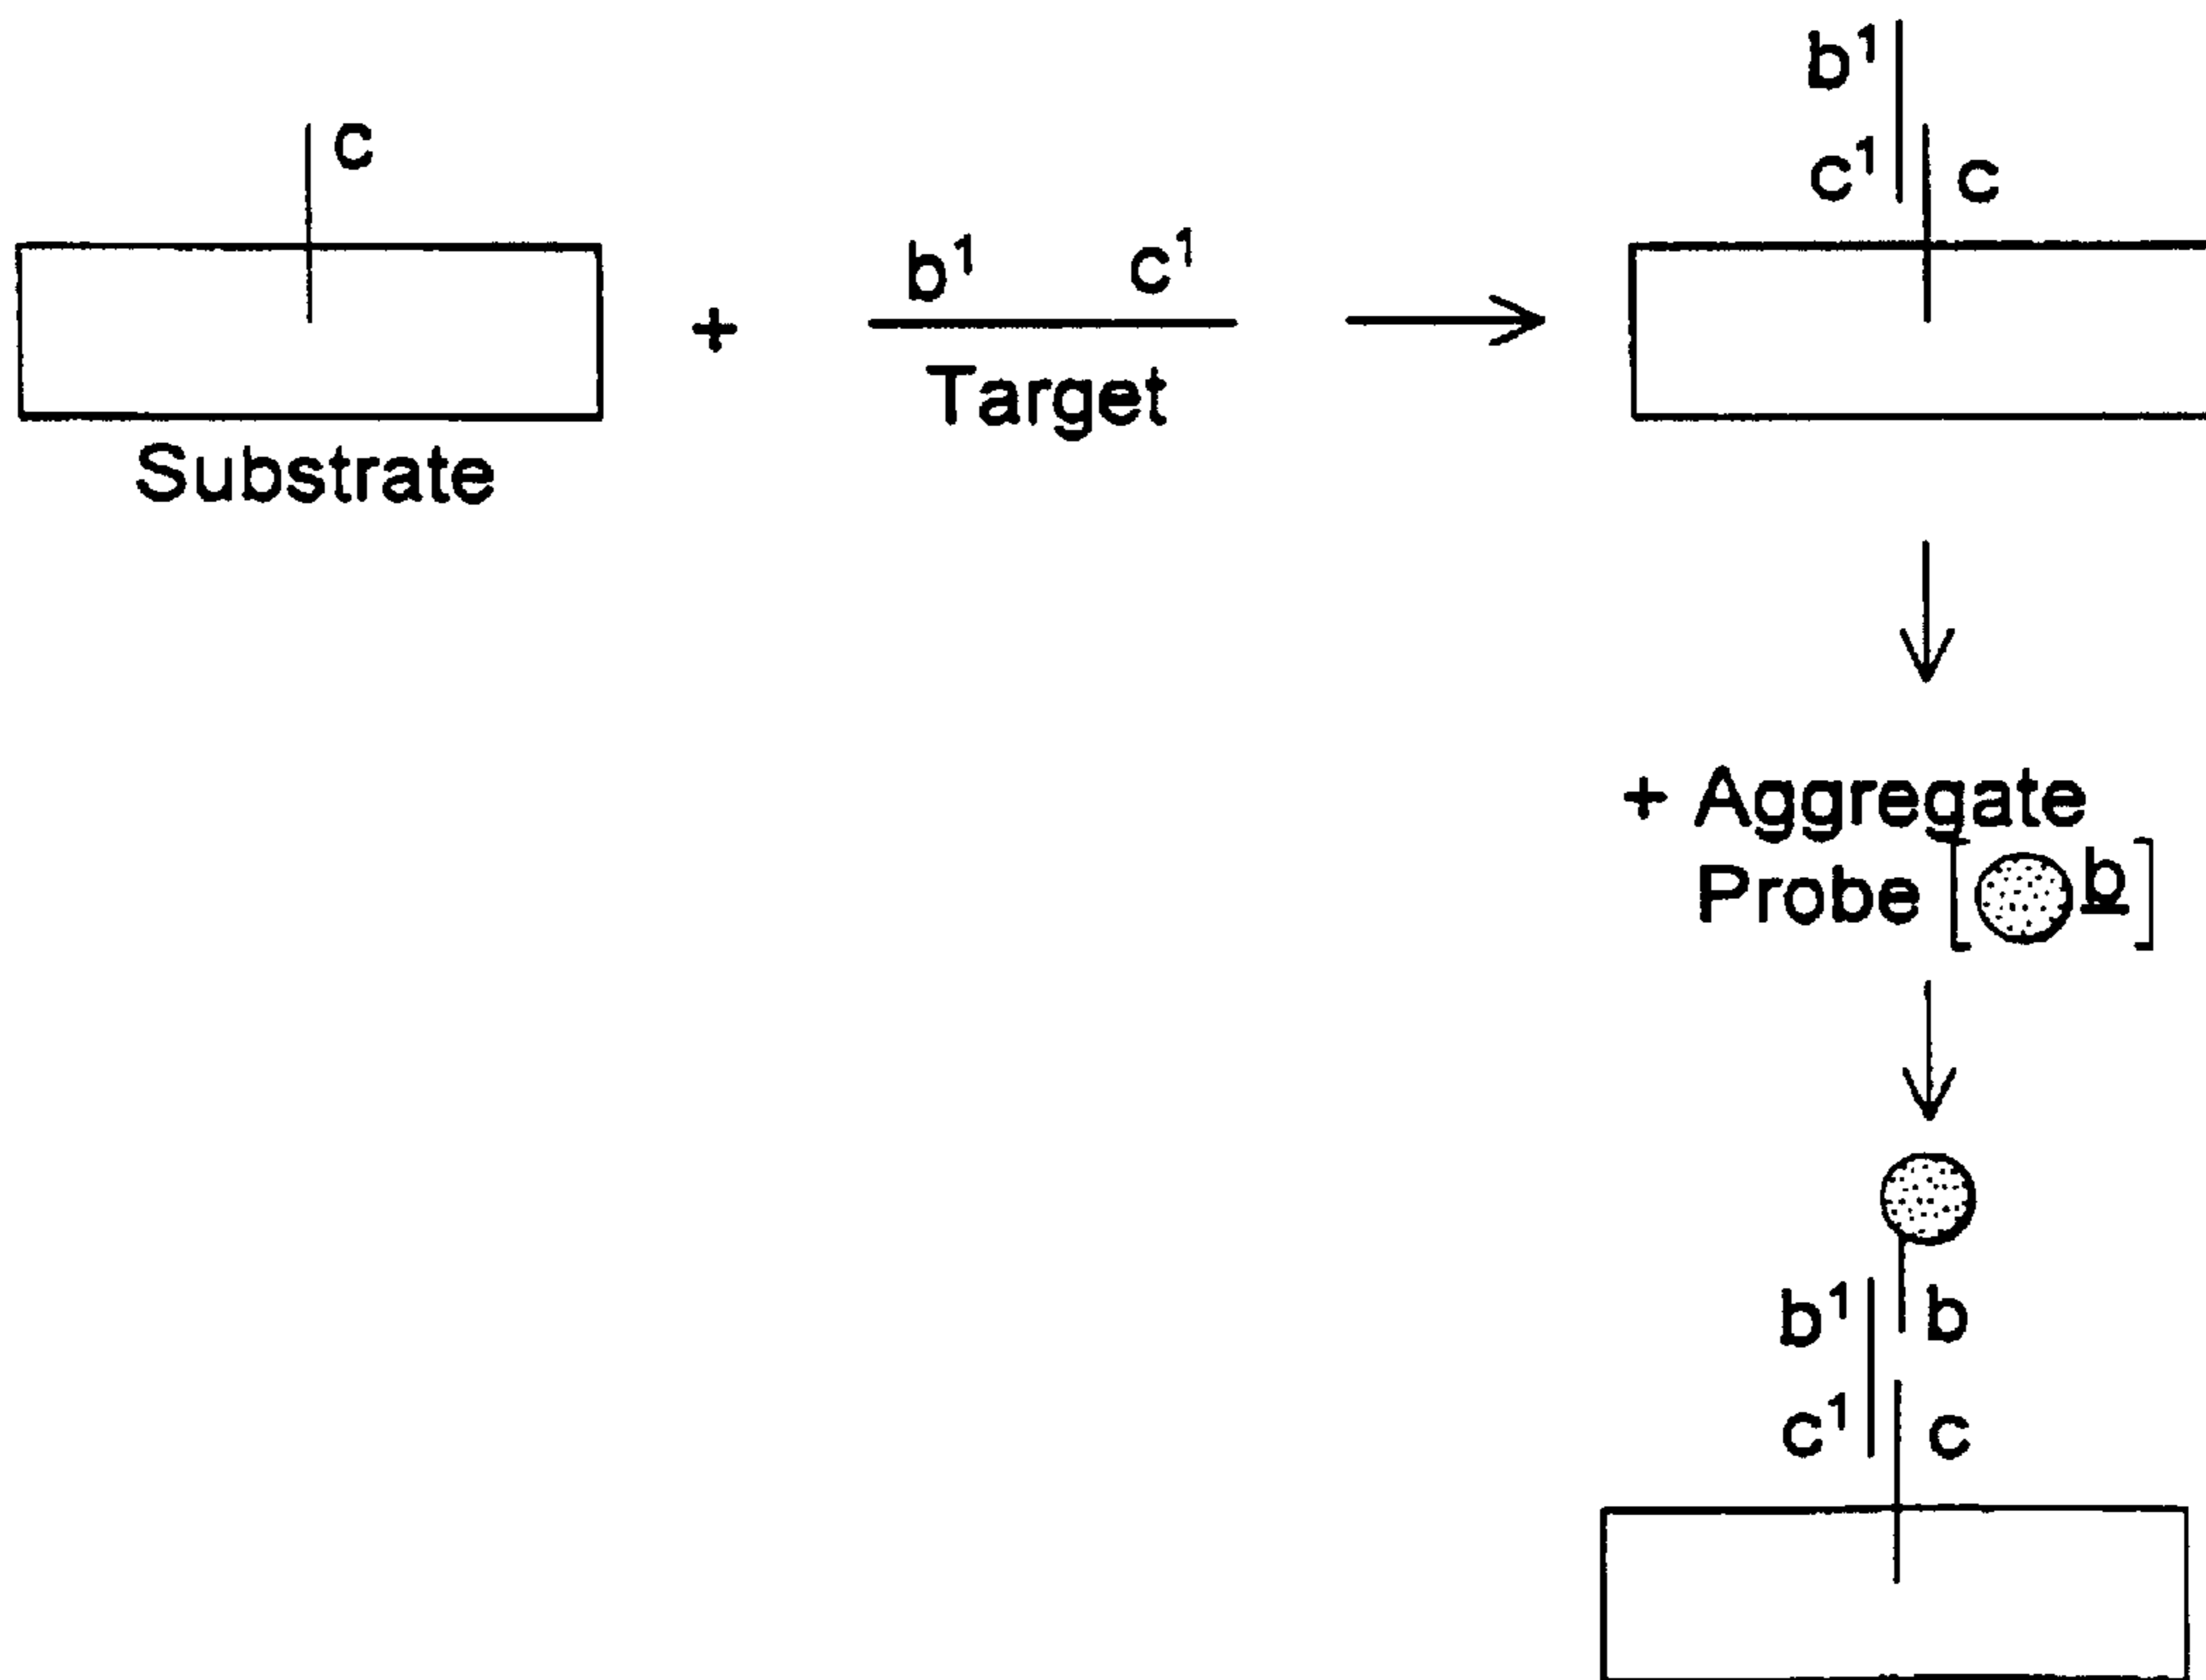 c
Substrate
+
b¹ c¹
Target
b¹
c¹ c
+ Aggregate
Probe [ b ]
b¹ b
c¹ c